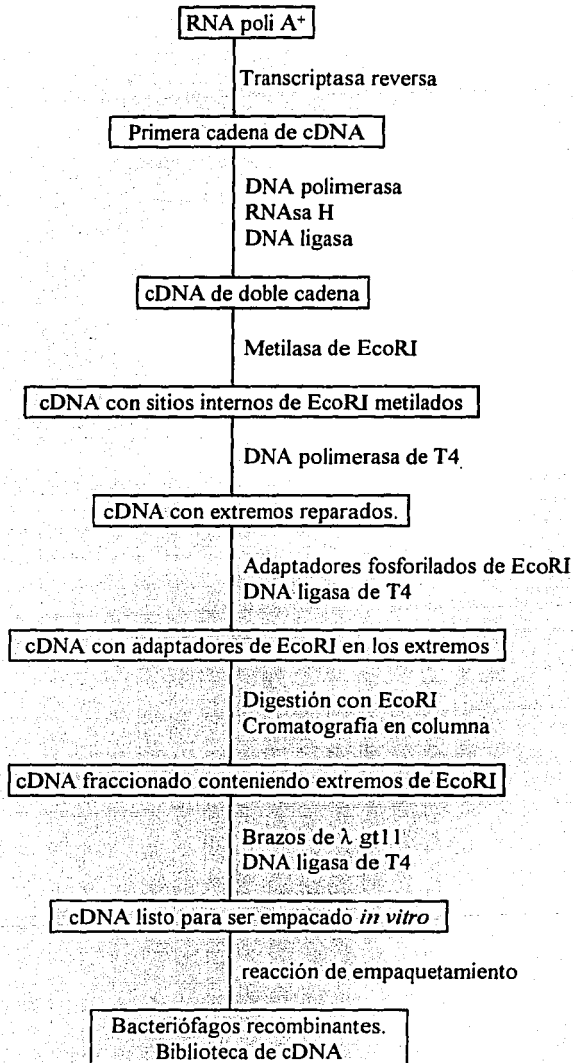 RNA poli A+
Transcriptasa reversa
Primera cadena de cDNA
DNA polimerasa
RNAsa H
DNA ligasa
cDNA de doble cadena
Metilasa de EcoRI
cDNA con sitios internos de EcoRI metilados
DNA polimerasa de T4
cDNA con extremos reparados.
Adaptadores fosforilados de EcoRI
DNA ligasa de T4
cDNA con adaptadores de EcoRI en los extremos
Digestión con EcoRI
Cromatografía en columna
cDNA fraccionado conteniendo extremos de EcoRI
Brazos de λ gt11
DNA ligasa de T4
cDNA listo para ser empacado in vitro
reacción de empaquetamiento
Bacteriófagos recombinantes.
Biblioteca de cDNA